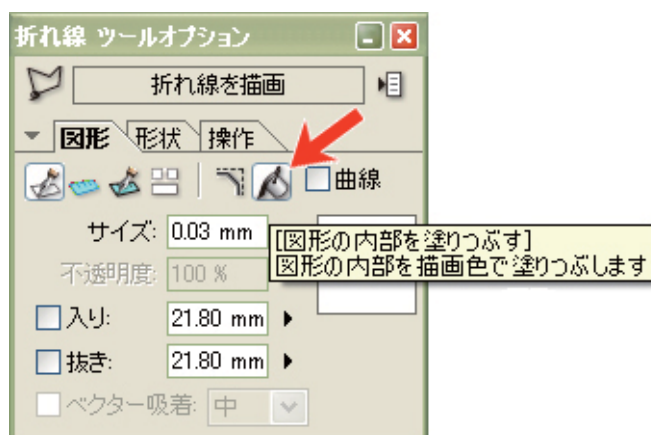 折れ線 ツールオプション
折れ線を描画
図形 形状 操作
曲線
サイズ: 0.03 mm
[図形の内部を塗りつぶす]
図形の内部を描画色で塗りつぶします
不透明度: 100 %
入り: 21.80 mm
抜き: 21.80 mm
ベクター吸着: 中